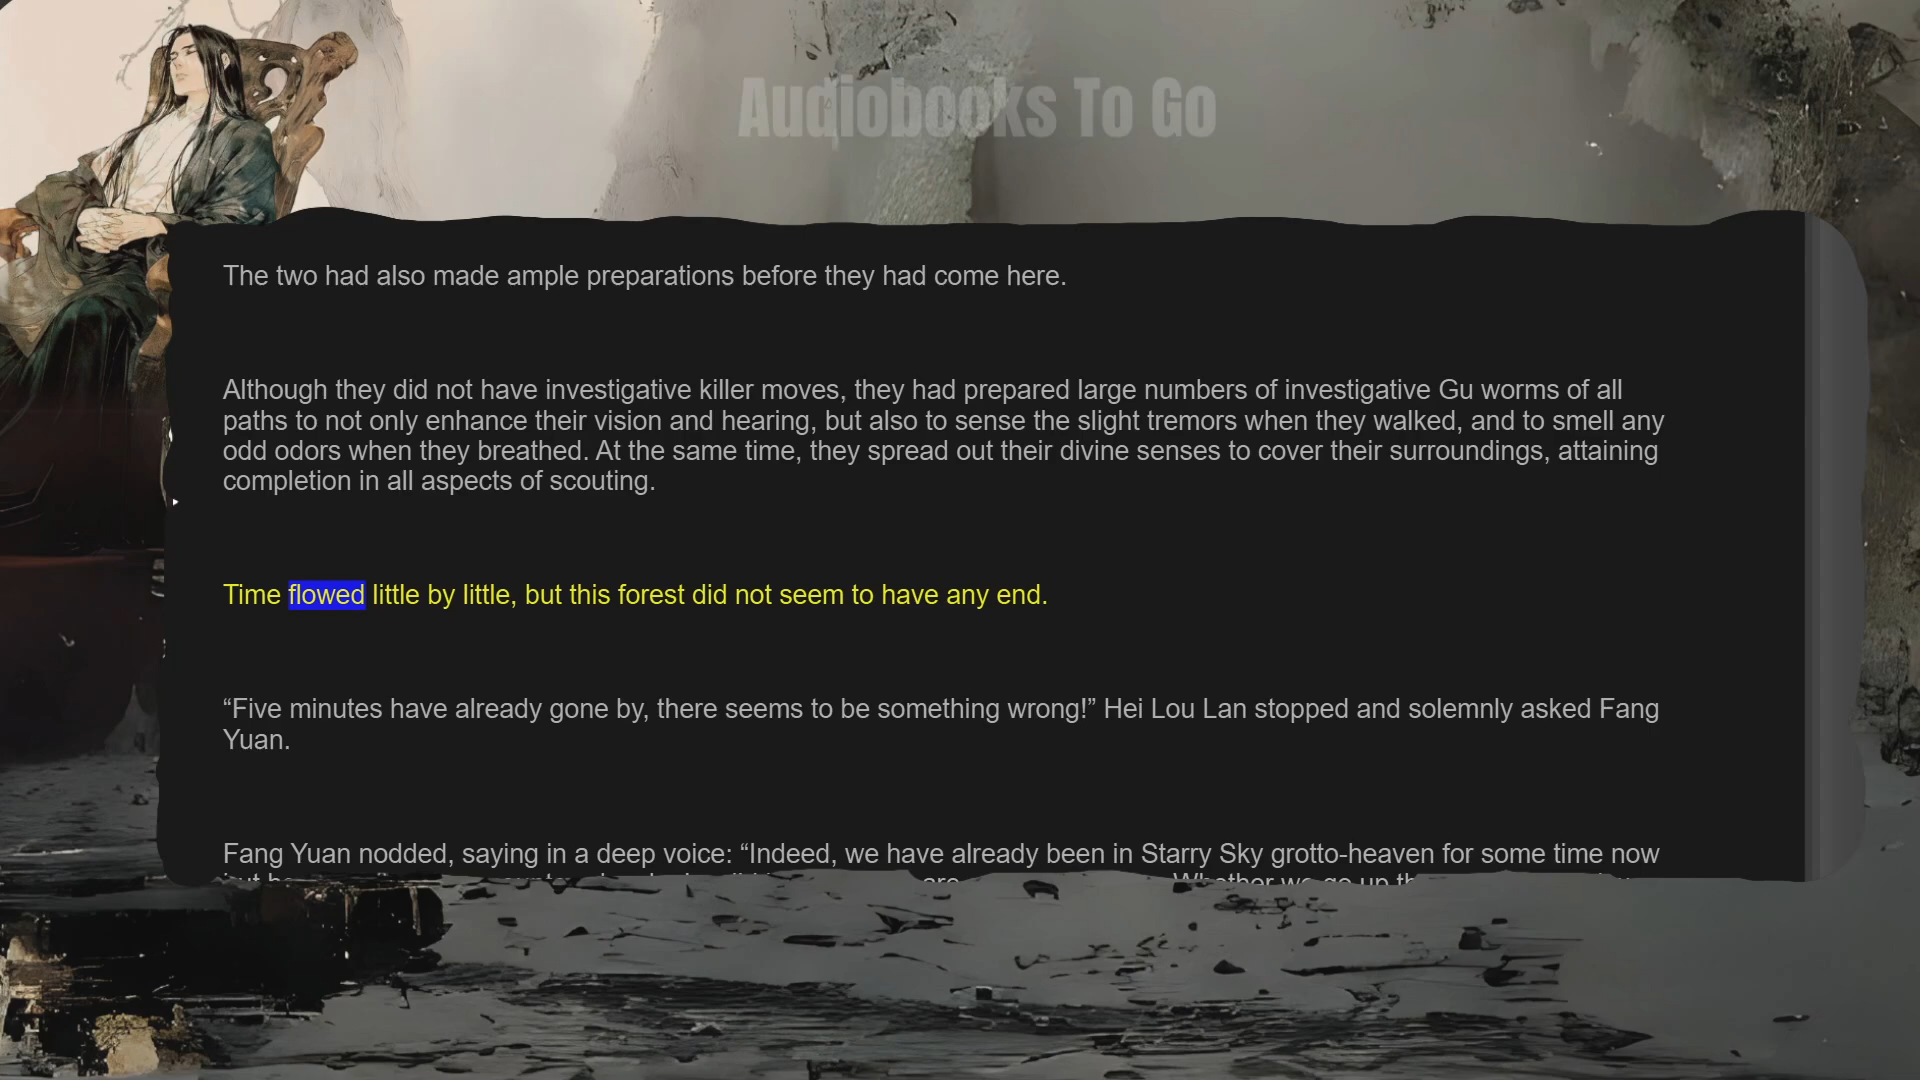 Audiobooks To Go
The two had also made ample preparations before they had come here.
Although they did not have investigative killer moves, they had prepared large numbers of investigative Gu worms of all
paths to not only enhance their vision and hearing, but also to sense the slight tremors when they walked, and to smell any
odd odors when they breathed. At the same time, they spread out their divine senses to cover their surroundings, attaining
completion in all aspects of scouting.
Time flowed little by little, but this forest did not seem to have any end.
“Five minutes have already gone by, there seems to be something wrong!” Hei Lou Lan stopped and solemnly asked Fang
Yuan.
Fang Yuan nodded, saying in a deep voice: “Indeed, we have already been in Starry Sky grotto-heaven for some time now
are Whether we go up